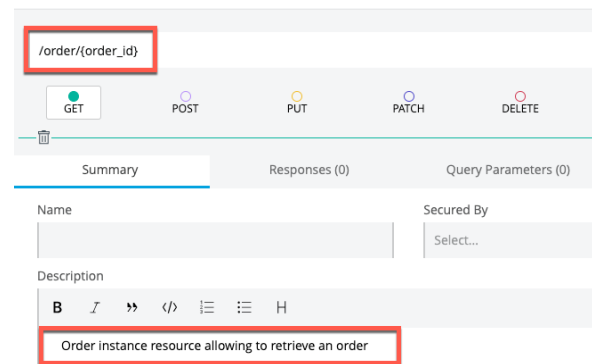 /order/{order_id}
GET POST PUT PATCH DELETE
Summary Responses (0) Query Parameters (0)
Name Secured By
Select...
Description
B I ” </> H
Order instance resource allowing to retrieve an order